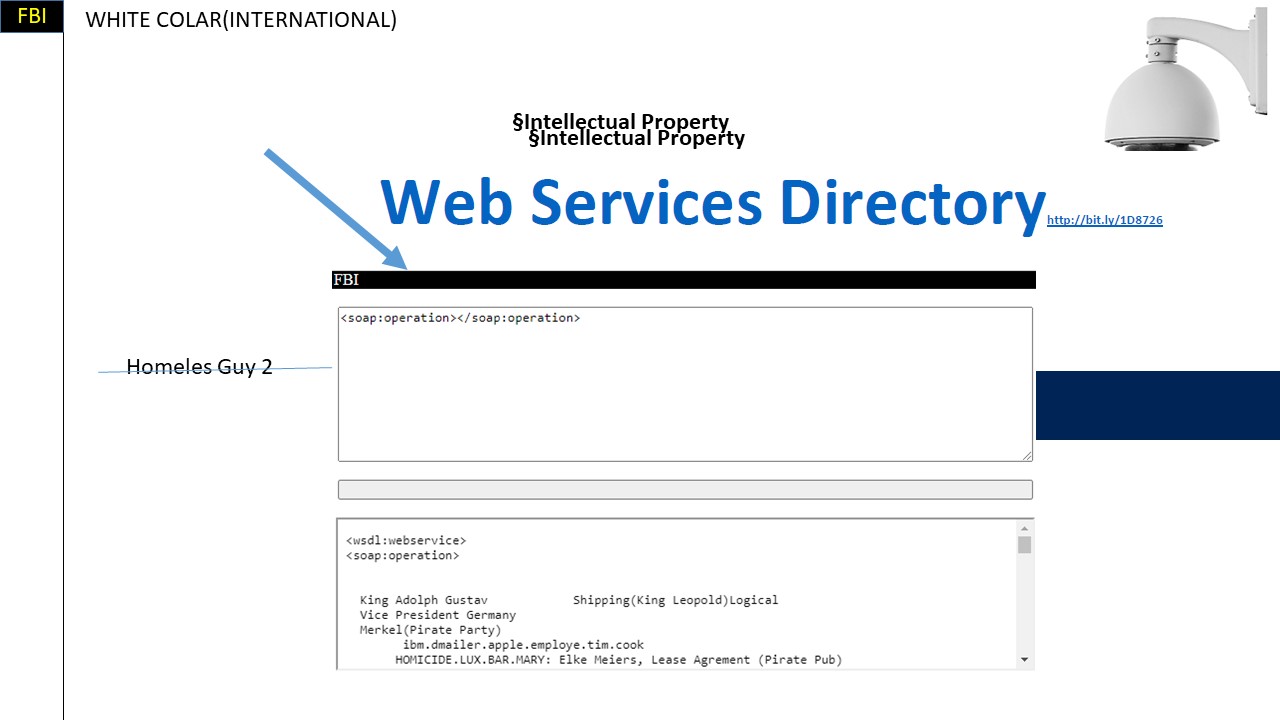 FBI
WHITE COLAR(INTERNATIONAL)
§Intellectual Property
§Intellectual Property
Web Services Directory http://bit.ly/1D8726
FBI
<soap:operation></soap:operation>
Homeles Guy 2
<wsdl:webservice>
<soap:operation>
King Adolph Gustav Shipping(King Leopold)Logical
Vice President Germany
Merkel(Pirate Party)
ibm.dmailer.apple.employe.tim.cook
HOMICIDE.LUX.BAR.MARY: Elke Meiers, Lease Agrement (Pirate Pub)